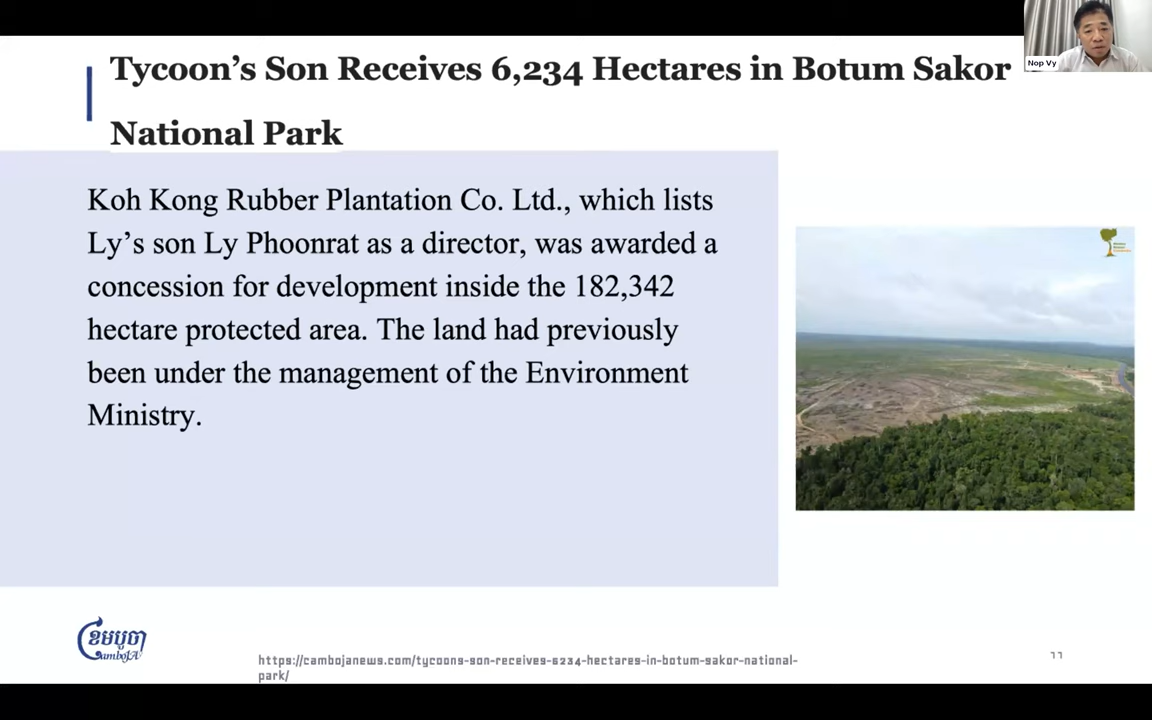 Nop Vy
Tycoon’s Son Receives 6,234 Hectares in Botum Sakor
National Park
Koh Kong Rubber Plantation Co. Ltd., which lists
Ly’s son Ly Phoonrat as a director, was awarded a
concession for development inside the 182,342
hectare protected area. The land had previously
been under the management of the Environment
Ministry.
ខេមបូចា
CambojA
https://cambojanews.com/tycoons-son-receives-6234-hectares-in-botum-sakor-national-
park/
11